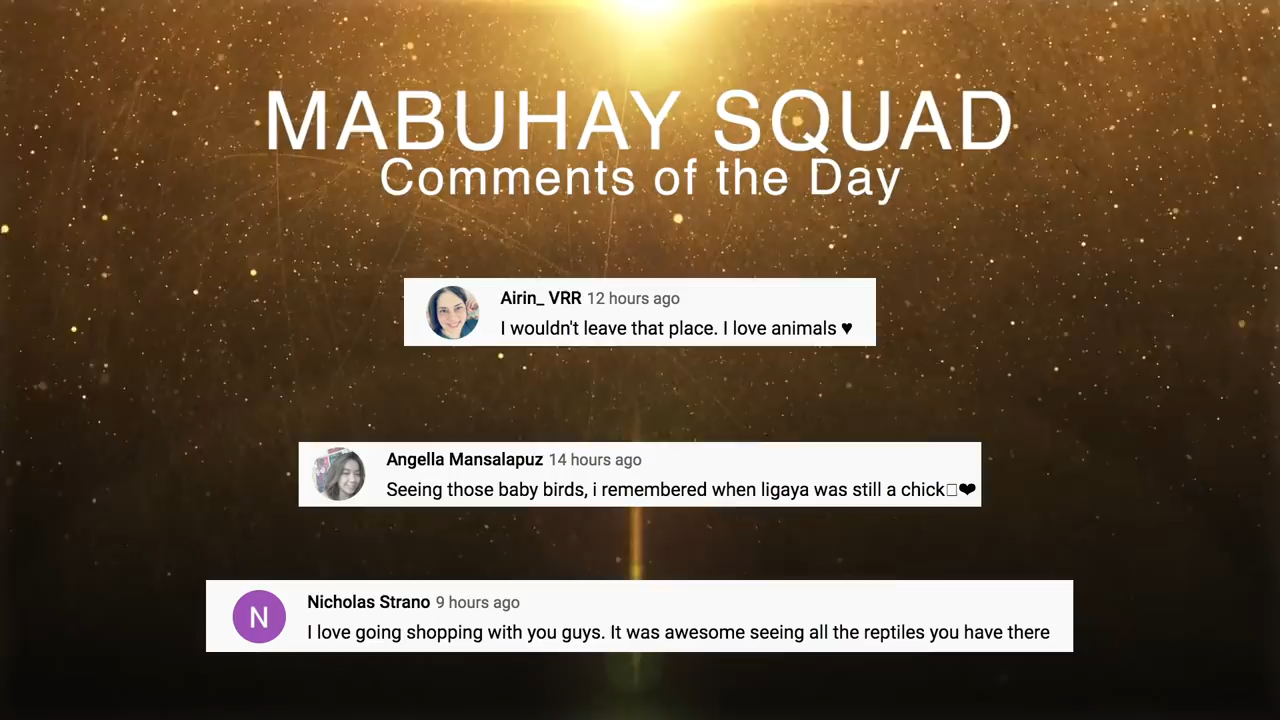 MABUHAY SQUAD
Comments of the Day
Airin_ VRR 12 hours ago
I wouldn't leave that place. I love animals ♥
Angella Mansalapuz 14 hours ago
Seeing those baby birds, i remembered when ligaya was still a chick□❤
N
Nicholas Strano 9 hours ago
I love going shopping with you guys. It was awesome seeing all the reptiles you have there